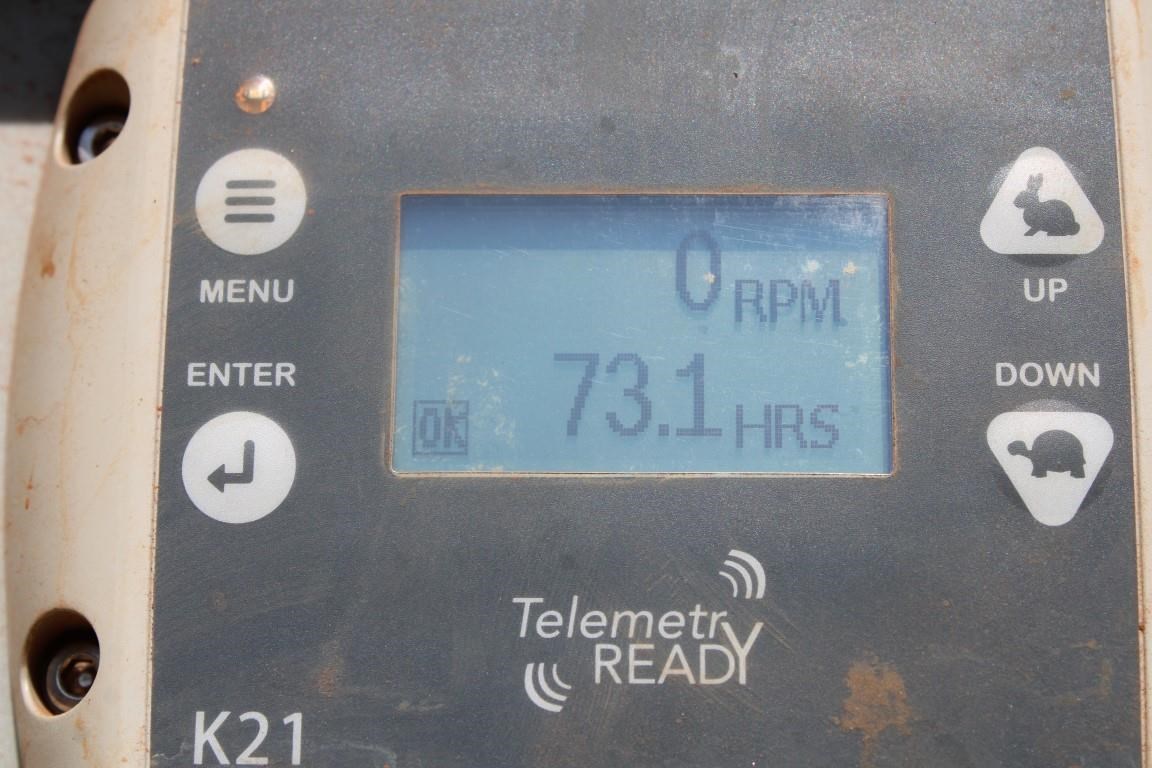 MENU
ENTER
0 RPM
73.1 HRS
OK
UP
DOWN
TelemetrY
READY
K21